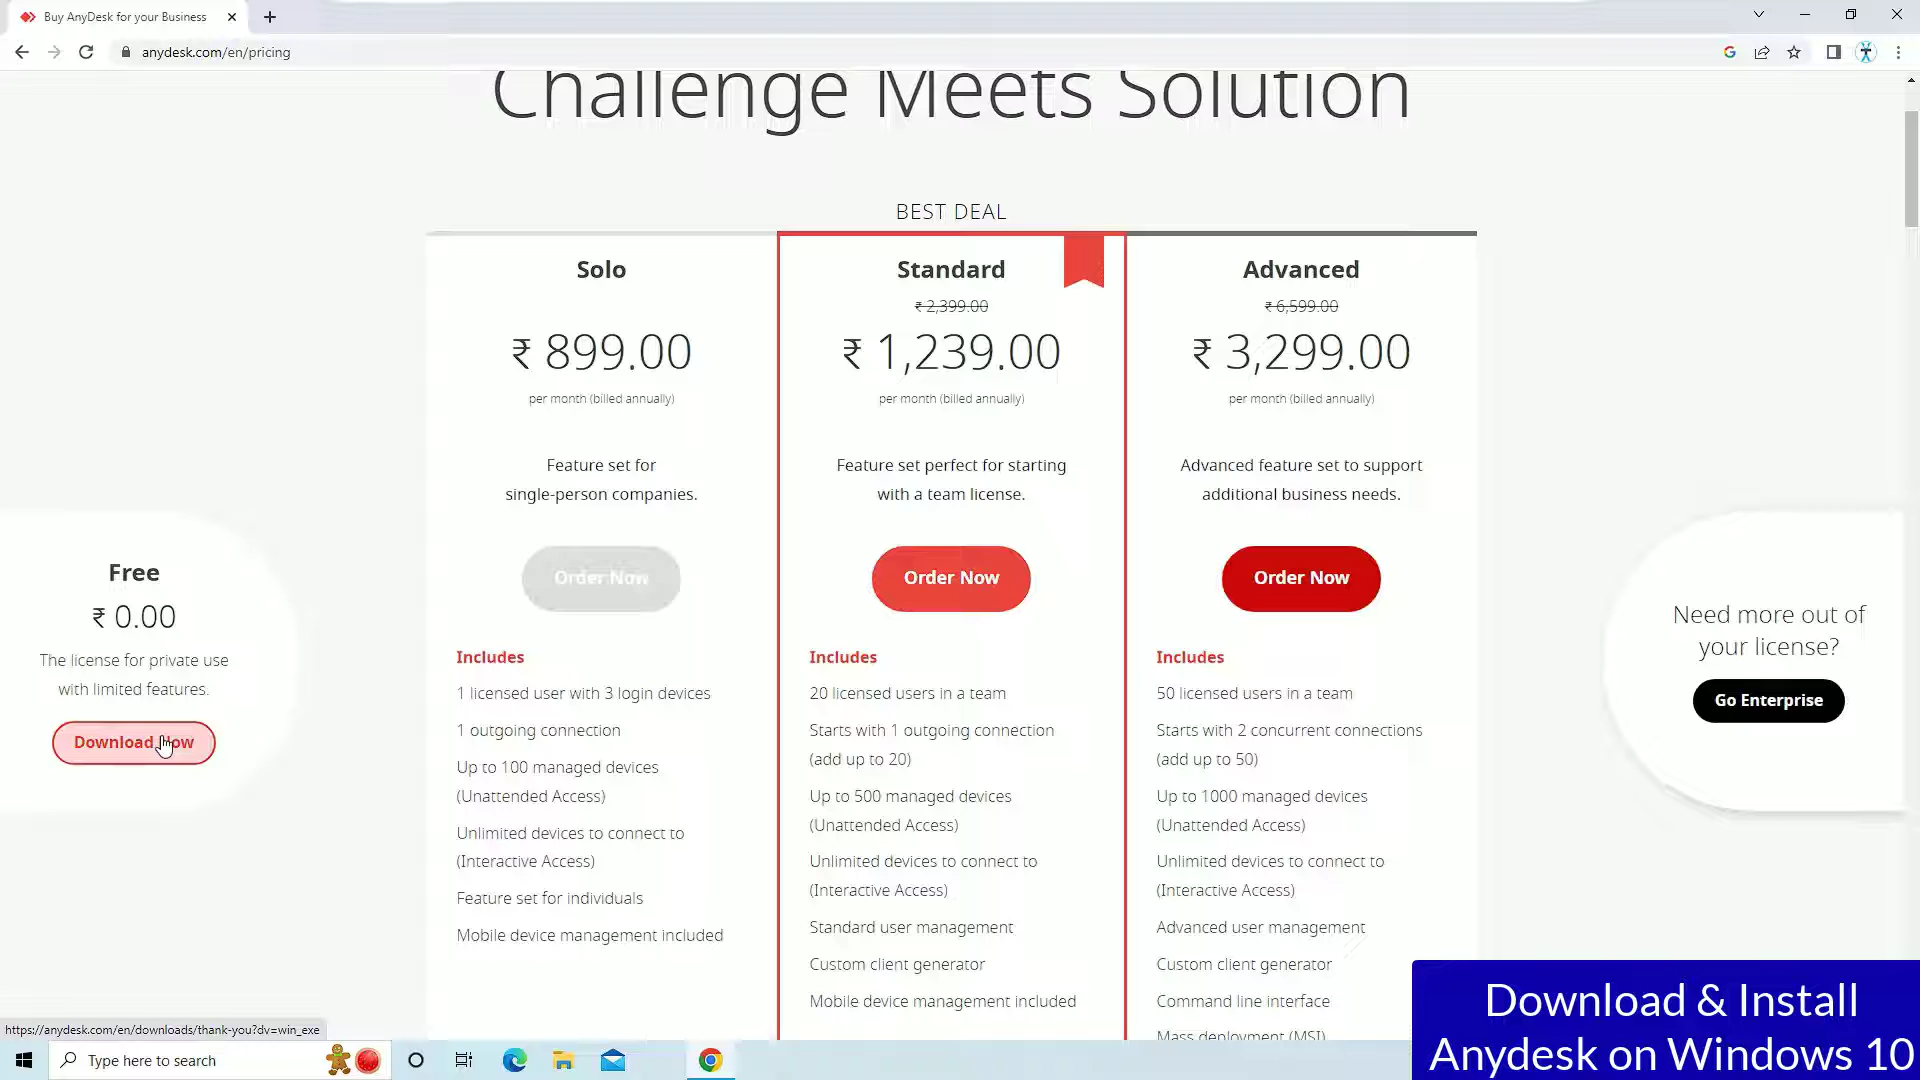 Buy AnyDesk for your Business
anydesk.com/en/pricing
Challenge Meets Solution
BEST DEAL
Solo
₹ 899.00
per month (billed annually)
Feature set for
single-person companies.
Order Now
Includes
1 licensed user with 3 login devices
1 outgoing connection
Up to 100 managed devices
(Unattended Access)
Unlimited devices to connect to
(Interactive Access)
Feature set for individuals
Mobile device management included
Standard
₹ 2,399.00
₹ 1,239.00
per month (billed annually)
Feature set perfect for starting
with a team license.
Order Now
Includes
20 licensed users in a team
Starts with 1 outgoing connection
(add up to 20)
Up to 500 managed devices
(Unattended Access)
Unlimited devices to connect to
(Interactive Access)
Standard user management
Custom client generator
Mobile device management included
Advanced
₹ 6,599.00
₹ 3,299.00
per month (billed annually)
Advanced feature set to support
additional business needs.
Order Now
Includes
50 licensed users in a team
Starts with 2 concurrent connections
(add up to 50)
Up to 1000 managed devices
(Unattended Access)
Unlimited devices to connect to
(Interactive Access)
Advanced user management
Custom client generator
Command line interface
Mass deployment (MSI)
Free
₹ 0.00
The license for private use
with limited features.
Download Now
Need more out of
your license?
Go Enterprise
https://anydesk.com/en/downloads/thank-you?dv=win_exe
Type here to search
Download & Install
Anydesk on Windows 10